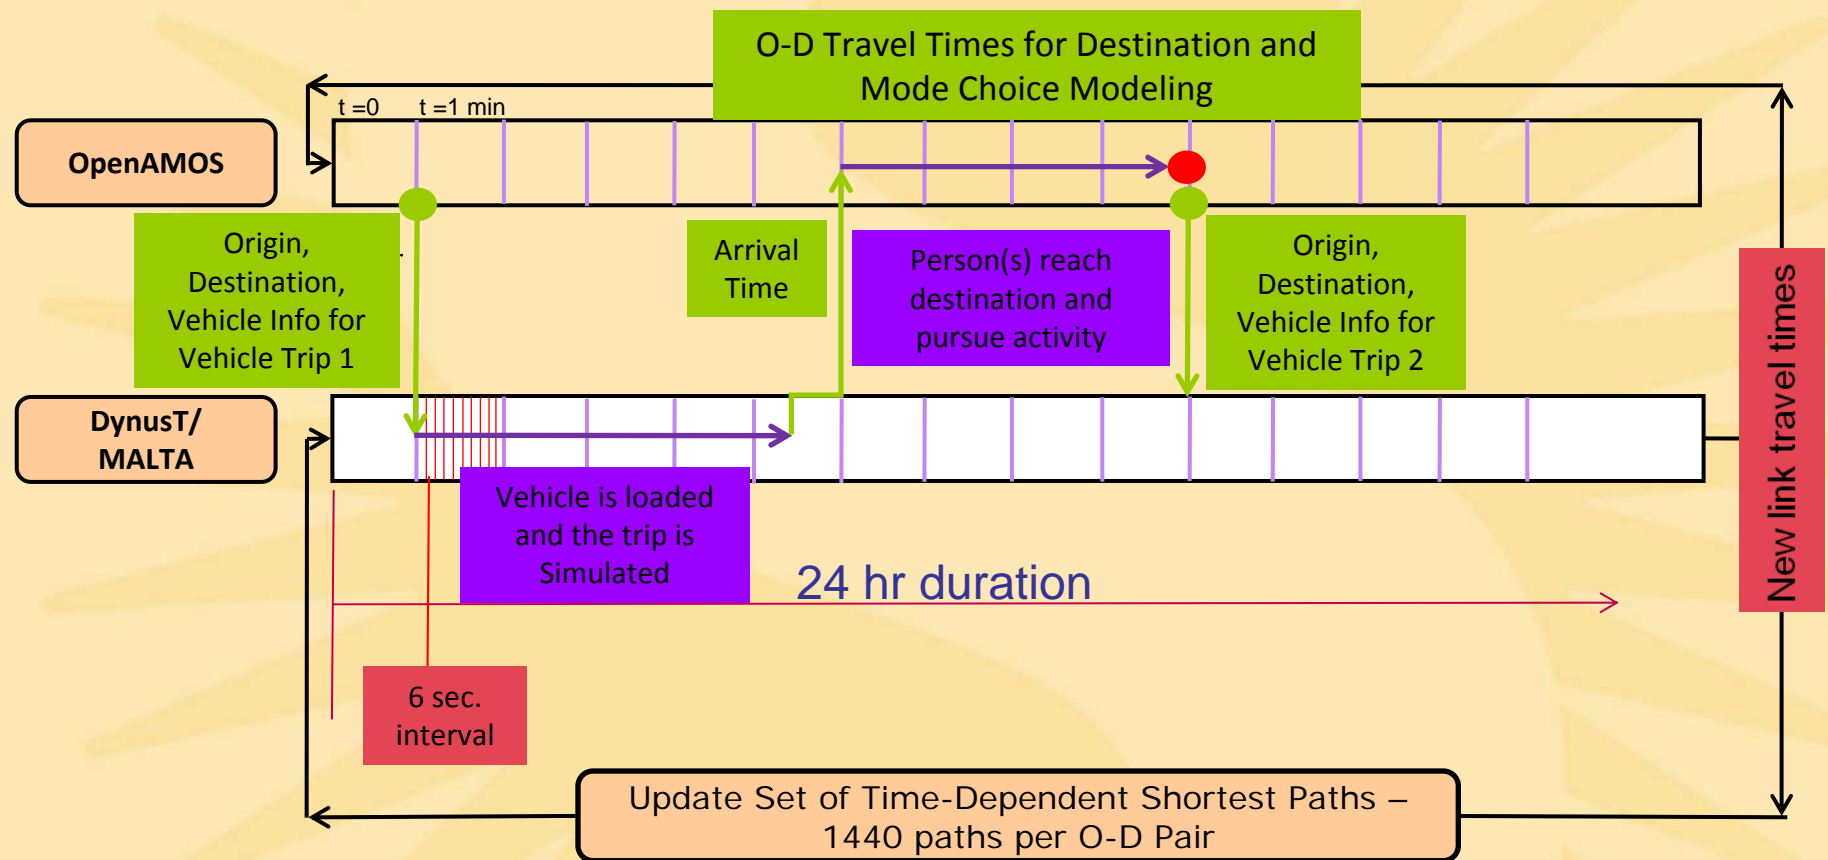 O-D Travel Times for Destination and
Mode Choice Modeling
t =0
t =1 min
OpenAMOS
Origin,
Destination,
Vehicle Info for
Vehicle Trip 1
Arrival
Time
Person(s) reach
destination and
pursue activity
Origin,
Destination,
Vehicle Info for
Vehicle Trip 2
New link travel times
DynusT/
MALTA
Vehicle is loaded
and the trip is
Simulated
24 hr duration
6 sec.
interval
Update Set of Time-Dependent Shortest Paths –
1440 paths per O-D Pair